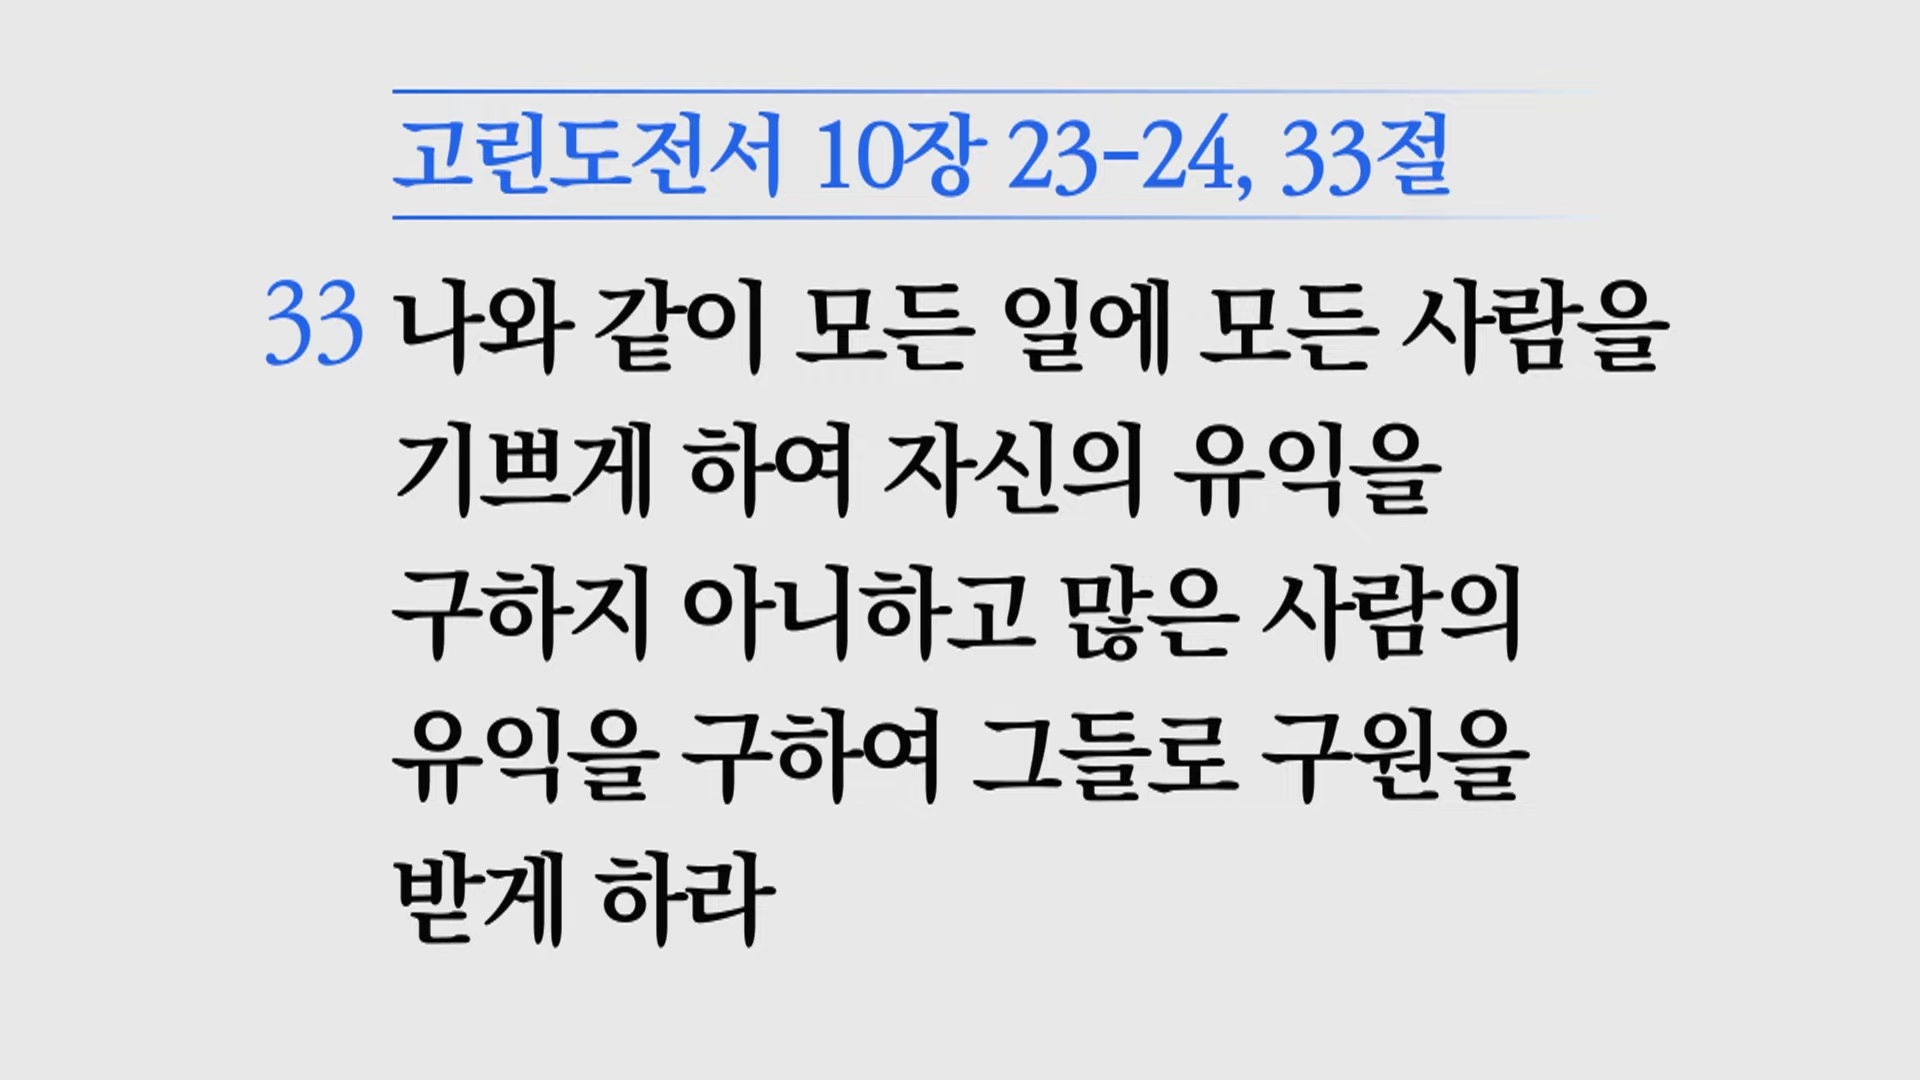 고린도전서 10장 23-24, 33절
33 나와 같이 모든 일에 모든 사람을
기쁘게 하여 자신의 유익을
구하지 아니하고 많은 사람의
유익을 구하여 그들로 구원을
받게 하라